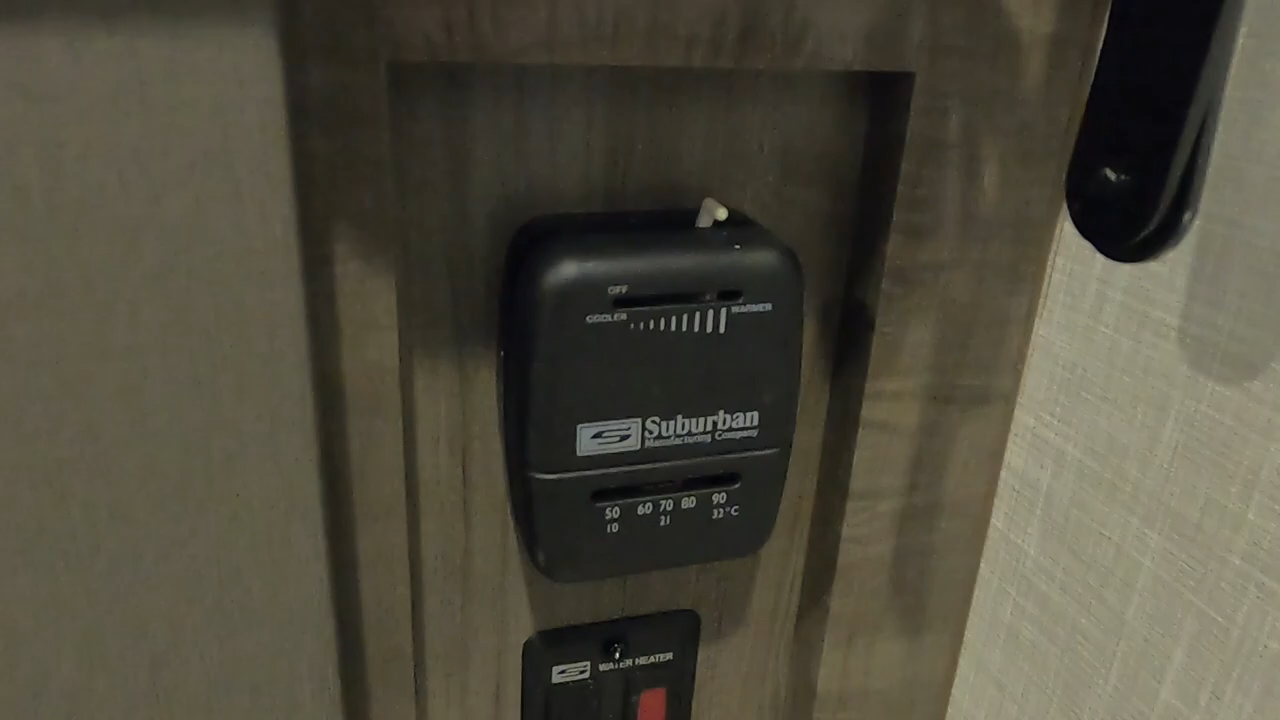 OFF
COOLER WARMER
Suburban
Manufacturing Company
50 60 70 80 90
10 21 32°C
WATER HEATER